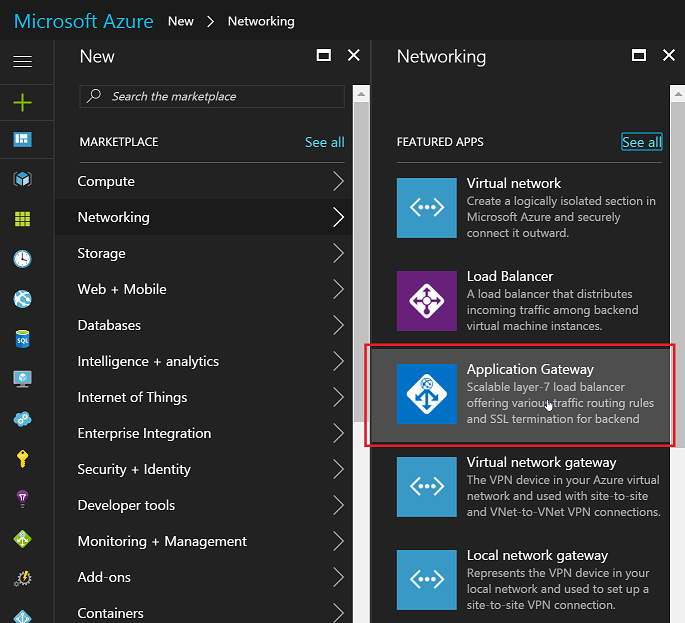 Microsoft Azure New > Networking
New
Search the marketplace
MARKETPLACE See all
Compute
Networking
Storage
Web + Mobile
Databases
Intelligence + analytics
Internet of Things
Enterprise Integration
Security + Identity
Developer tools
Monitoring + Management
Add-ons
Containers
Networking
FEATURED APPS See all
Virtual network
Create a logically isolated section in
Microsoft Azure and securely
connect it outward.
Load Balancer
A load balancer that distributes
incoming traffic among backend
virtual machine instances.
Application Gateway
Scalable layer-7 load balancer
offering various traffic routing rules
and SSL termination for backend
Virtual network gateway
The VPN device in your Azure virtual
network and used with site-to-site
and VNet-to-VNet VPN connections.
Local network gateway
Represents the VPN device in your
local network and used to set up a
site-to-site VPN connection.
SQL